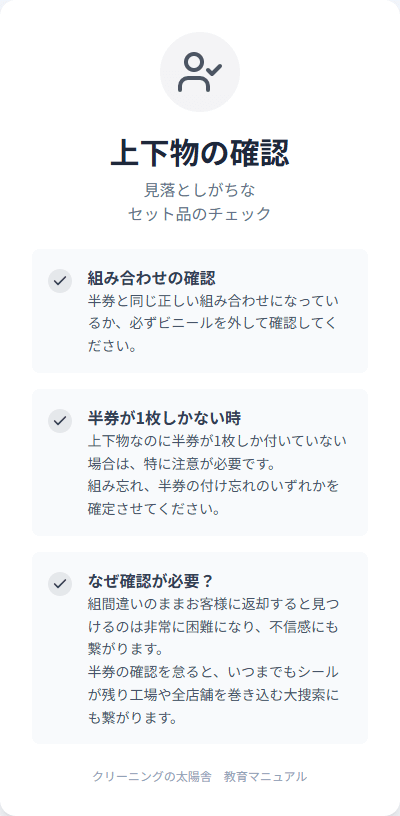 上下物の確認
見落としがちな
セット品のチェック
組み合わせの確認
半券と同じ正しい組み合わせになってい
るか、必ずビニールを外して確認してく
ださい。
半券が1枚しかない時
上下物なのに半券が1枚しか付いていない
場合は、特に注意が必要です。
組み忘れ、半券の付け忘れのいずれかを
確定させてください。
なぜ確認が必要？
組間違いのままお客様に返却すると見つ
けるのは非常に困難になり、不信感にも
繋がります。
半券の確認を怠ると、いつまでもシール
が残り工場や全店舗を巻き込む大捜索に
も繋がります。
クリーニングの太陽舎　教育マニュアル